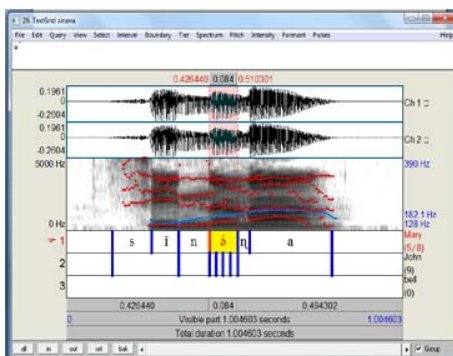 26. TextGrid sirana
File Edit Query View Select Interval Boundary Tier Spectrum Pitch Intensity Formant Pulses Help
0.426440 0.084 0.510301
0.1961
0
-0.2004
Ch 1
0.1961
0
-0.2604
Ch 2
5000 Hz
390 Hz
182.1 Hz
0 Hz
128 Hz
1
s
n
a
Mary
(5/8)
2
John
(9)
3
bell
(0)
0.426440 0.084 0.494302
0 Visible part 1.004603 seconds 1.004603
Total duration 1.004603 seconds
all in out sel bak Group